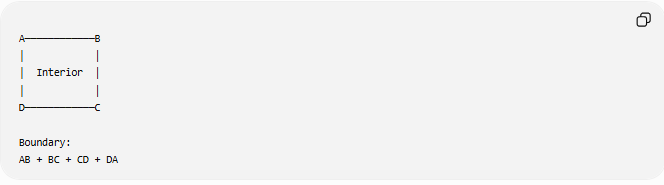 A────────────B
│            │
│  Interior  │
│            │
D────────────C
Boundary:
AB + BC + CD + DA